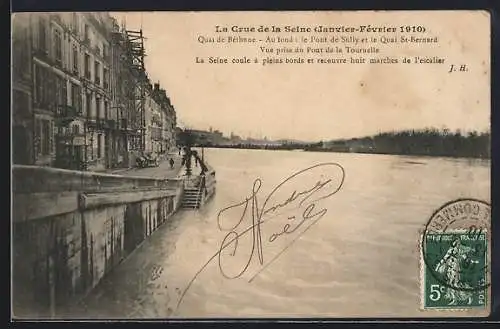 La Crue de la Seine (Janvier-Février 1910)
Quai de Béthune - Au fond : le Pont de Sully et le Quai St-Bernard
Vue prise du Pont de la Tournelle
La Seine coule à pleins bords et recouvre huit marches de l'escalier
J. H.
André
Noël
5c